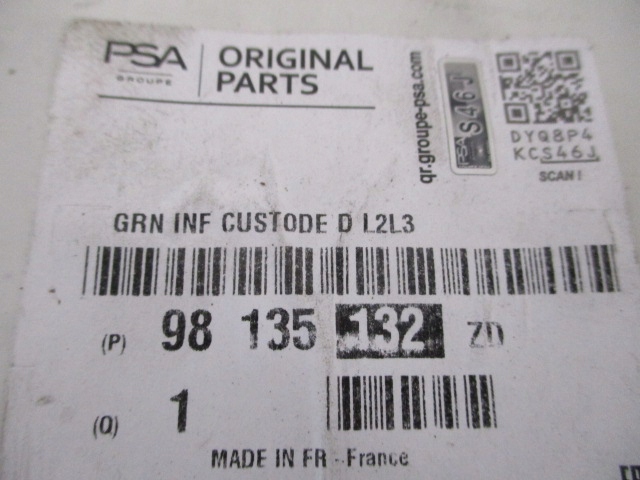 PSA
GROUPE
ORIGINAL
PARTS
qr.groupe-psa.com
PSA S46J
DYQ8P4
KCS46J
SCAN!
GRN INF CUSTODE D L2L3
(P) 98 135 132 ZD
(Q) 1
MADE IN FR - France